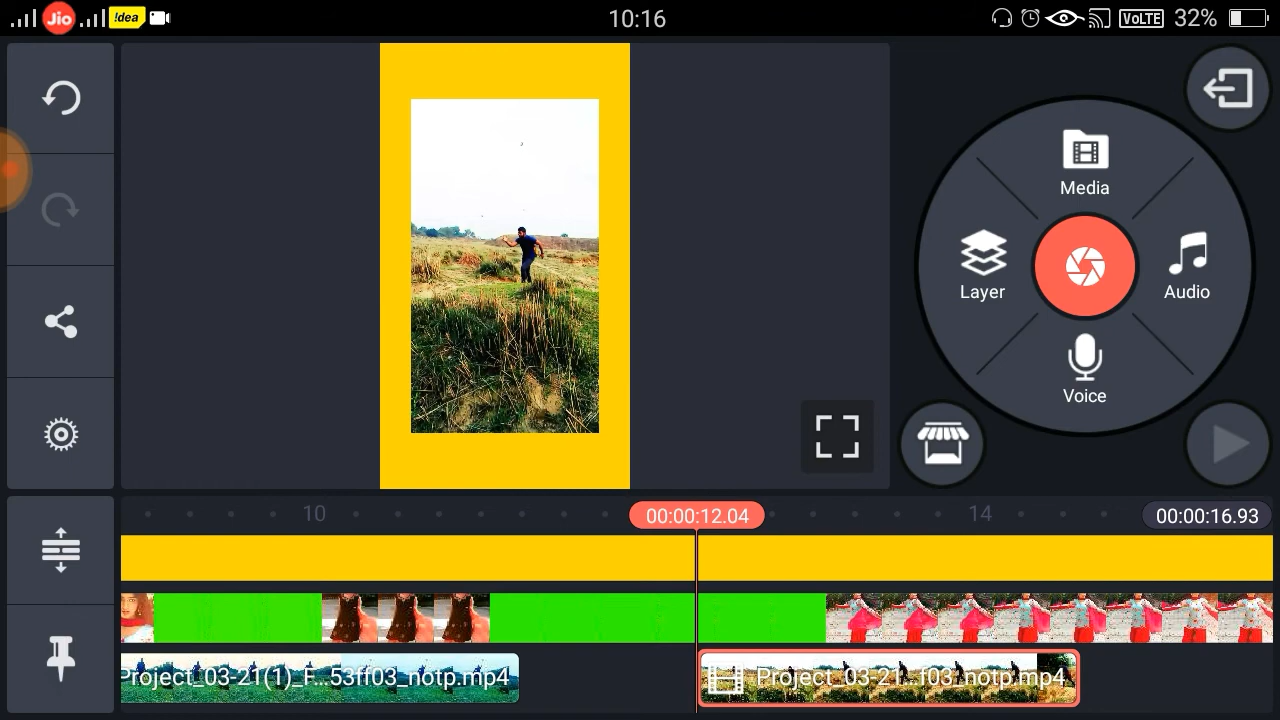 Jio !dea 10:16 VoLTE 32%
Media
Layer
Audio
Voice
10 00:00:12.04 14 00:00:16.93
Project_03-21(1)_F...53ff03_notp.mp4 Project_03-21...f03_notp.mp4